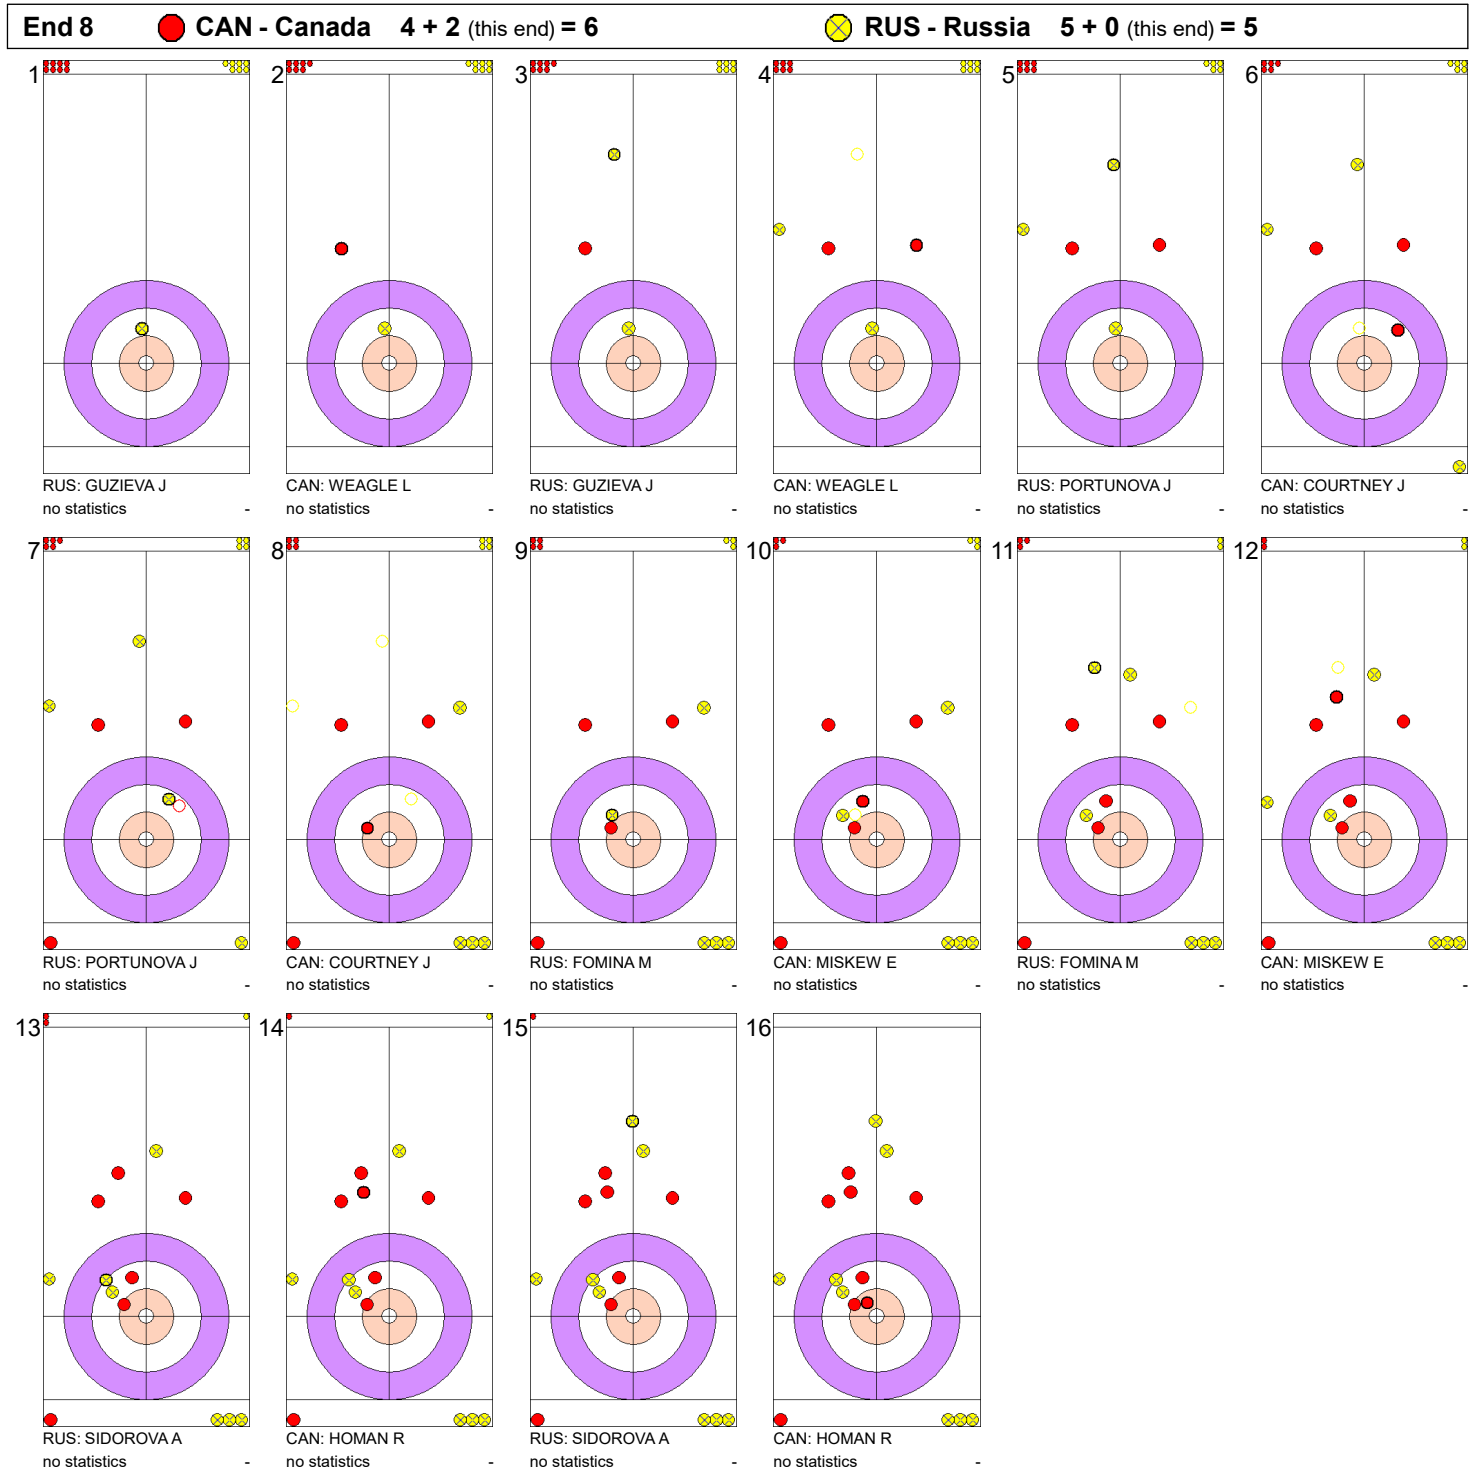 End 8 CAN - Canada 4 + 2 (this end) = 6 RUS - Russia 5 + 0 (this end) = 5
1 2 3 4 5 6
RUS: GUZIEVA J CAN: WEAGLE L RUS: GUZIEVA J CAN: WEAGLE L RUS: PORTUNOVA J CAN: COURTNEY J
no statistics - no statistics - no statistics - no statistics - no statistics - no statistics -
7 8 9 10 11 12
RUS: PORTUNOVA J CAN: COURTNEY J RUS: FOMINA M CAN: MISKEW E RUS: FOMINA M CAN: MISKEW E
no statistics - no statistics - no statistics - no statistics - no statistics - no statistics -
13 14 15 16
RUS: SIDOROVA A CAN: HOMAN R RUS: SIDOROVA A CAN: HOMAN R
no statistics - no statistics - no statistics - no statistics -